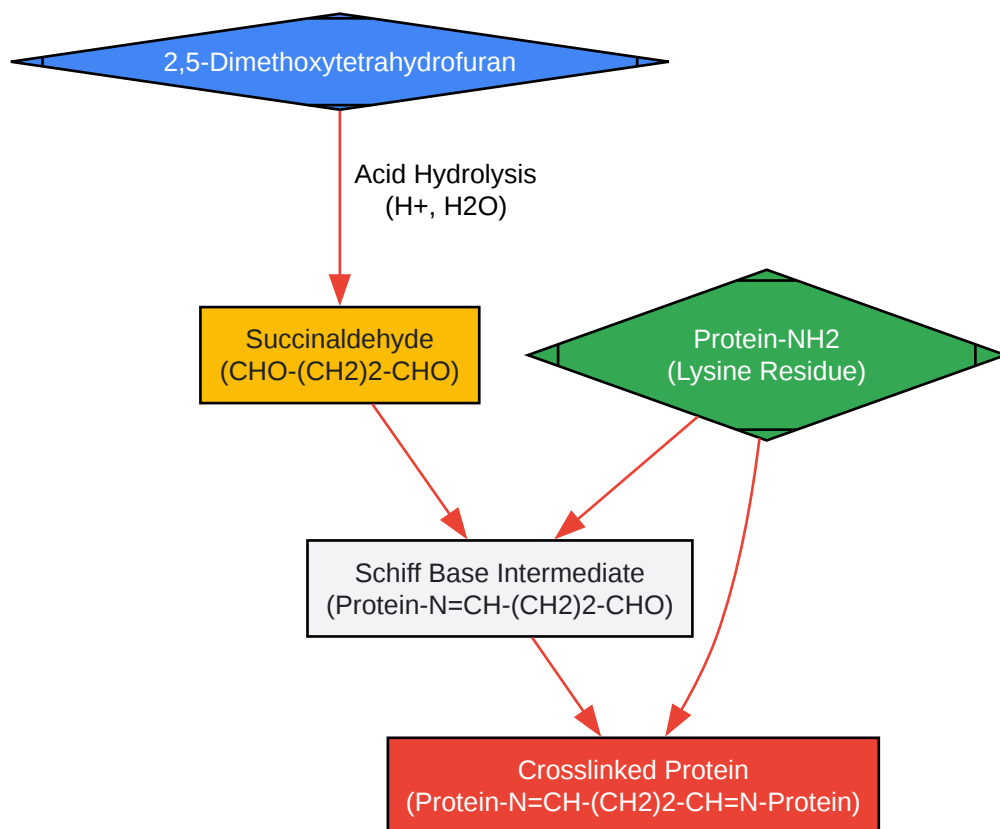 2,5-Dimethoxytetrahydrofuran
Acid Hydrolysis
(H+, H2O)
Succinaldehyde
(CHO-(CH2)2-CHO)
Protein-NH2
(Lysine Residue)
Schiff Base Intermediate
(Protein-N=CH-(CH2)2-CHO)
Crosslinked Protein
(Protein-N=CH-(CH2)2-CH=N-Protein)